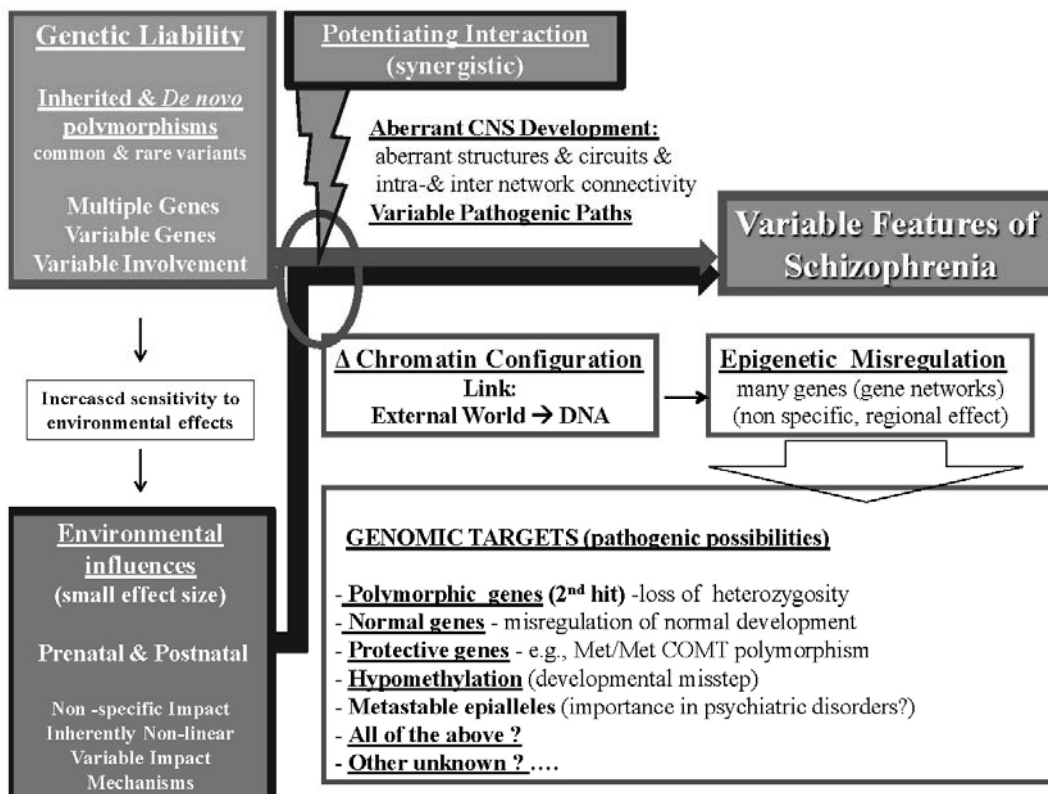 Genetic Liability
Inherited & De novo
polymorphisms
common & rare variants
Multiple Genes
Variable Genes
Variable Involvement
Potentiating Interaction
(synergistic)
Aberrant CNS Development:
aberrant structures & circuits &
intra-& inter network connectivity
Variable Pathogenic Paths
Variable Features of
Schizophrenia
Increased sensitivity to
environmental effects
Δ Chromatin Configuration
Link:
External World → DNA
Epigenetic Misregulation
many genes (gene networks)
(non specific, regional effect)
Environmental
influences
(small effect size)
Prenatal & Postnatal
Non -specific Impact
Inherently Non-linear
Variable Impact
Mechanisms
GENOMIC TARGETS (pathogenic possibilities)
- Polymorphic genes (2nd hit) -loss of heterozygosity
- Normal genes - misregulation of normal development
- Protective genes - e.g., Met/Met COMT polymorphism
- Hypomethylation (developmental misstep)
- Metastable epialleles (importance in psychiatric disorders?)
- All of the above ?
- Other unknown ? ....